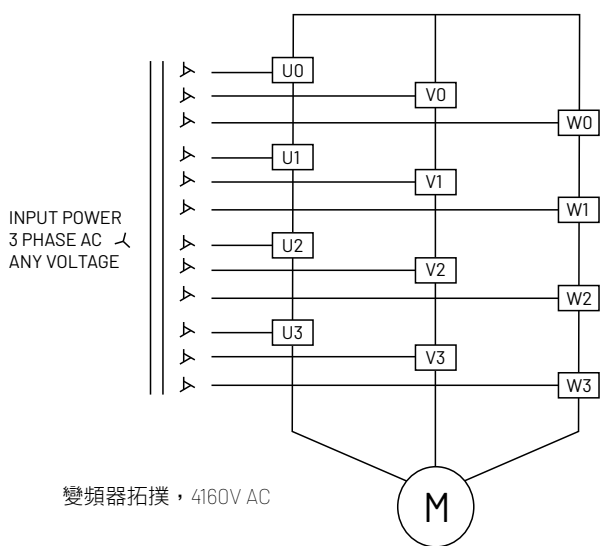 U0
V0
W0
U1
V1
W1
INPUT POWER
3 PHASE AC
ANY VOLTAGE
U2
V2
W2
U3
V3
W3
變頻器拓撲，4160V AC
M